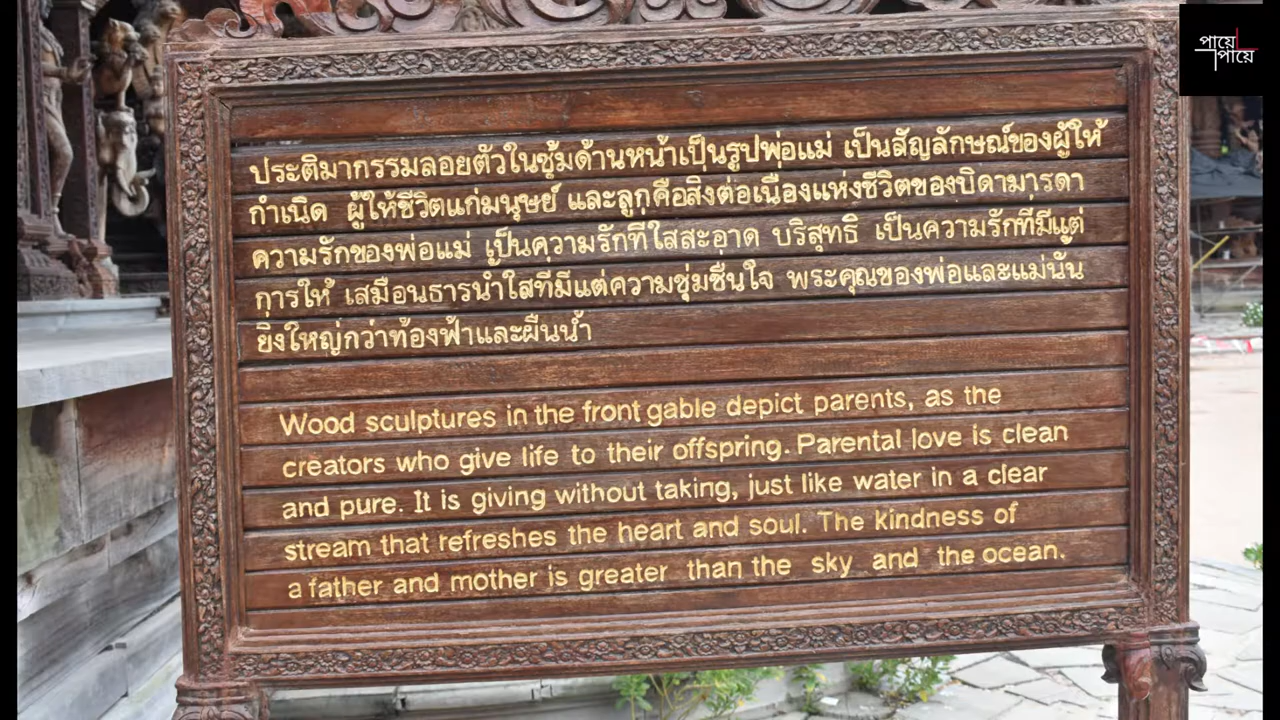 পায়ে
পায়ে
ประติมากรรมลอยตัวในซุ้มด้านหน้าเป็นรูปพ่อแม่ เป็นสัญลักษณ์ของผู้ให้
กำเนิด ผู้ให้ชีวิตแก่มนุษย์ และลูกคือสิ่งต่อเนื่องแห่งชีวิตของบิดามารดา
ความรักของพ่อแม่ เป็นความรักที่ใสสะอาด บริสุทธิ์ เป็นความรักที่มีแต่
การให้ เสมือนธารน้ำใสที่มีแต่ความชุ่มชื่นใจ พระคุณของพ่อและแม่นั้น
ยิ่งใหญ่กว่าท้องฟ้าและผืนน้ำ
Wood sculptures in the front gable depict parents, as the
creators who give life to their offspring. Parental love is clean
and pure. It is giving without taking, just like water in a clear
stream that refreshes the heart and soul. The kindness of
a father and mother is greater than the sky and the ocean.